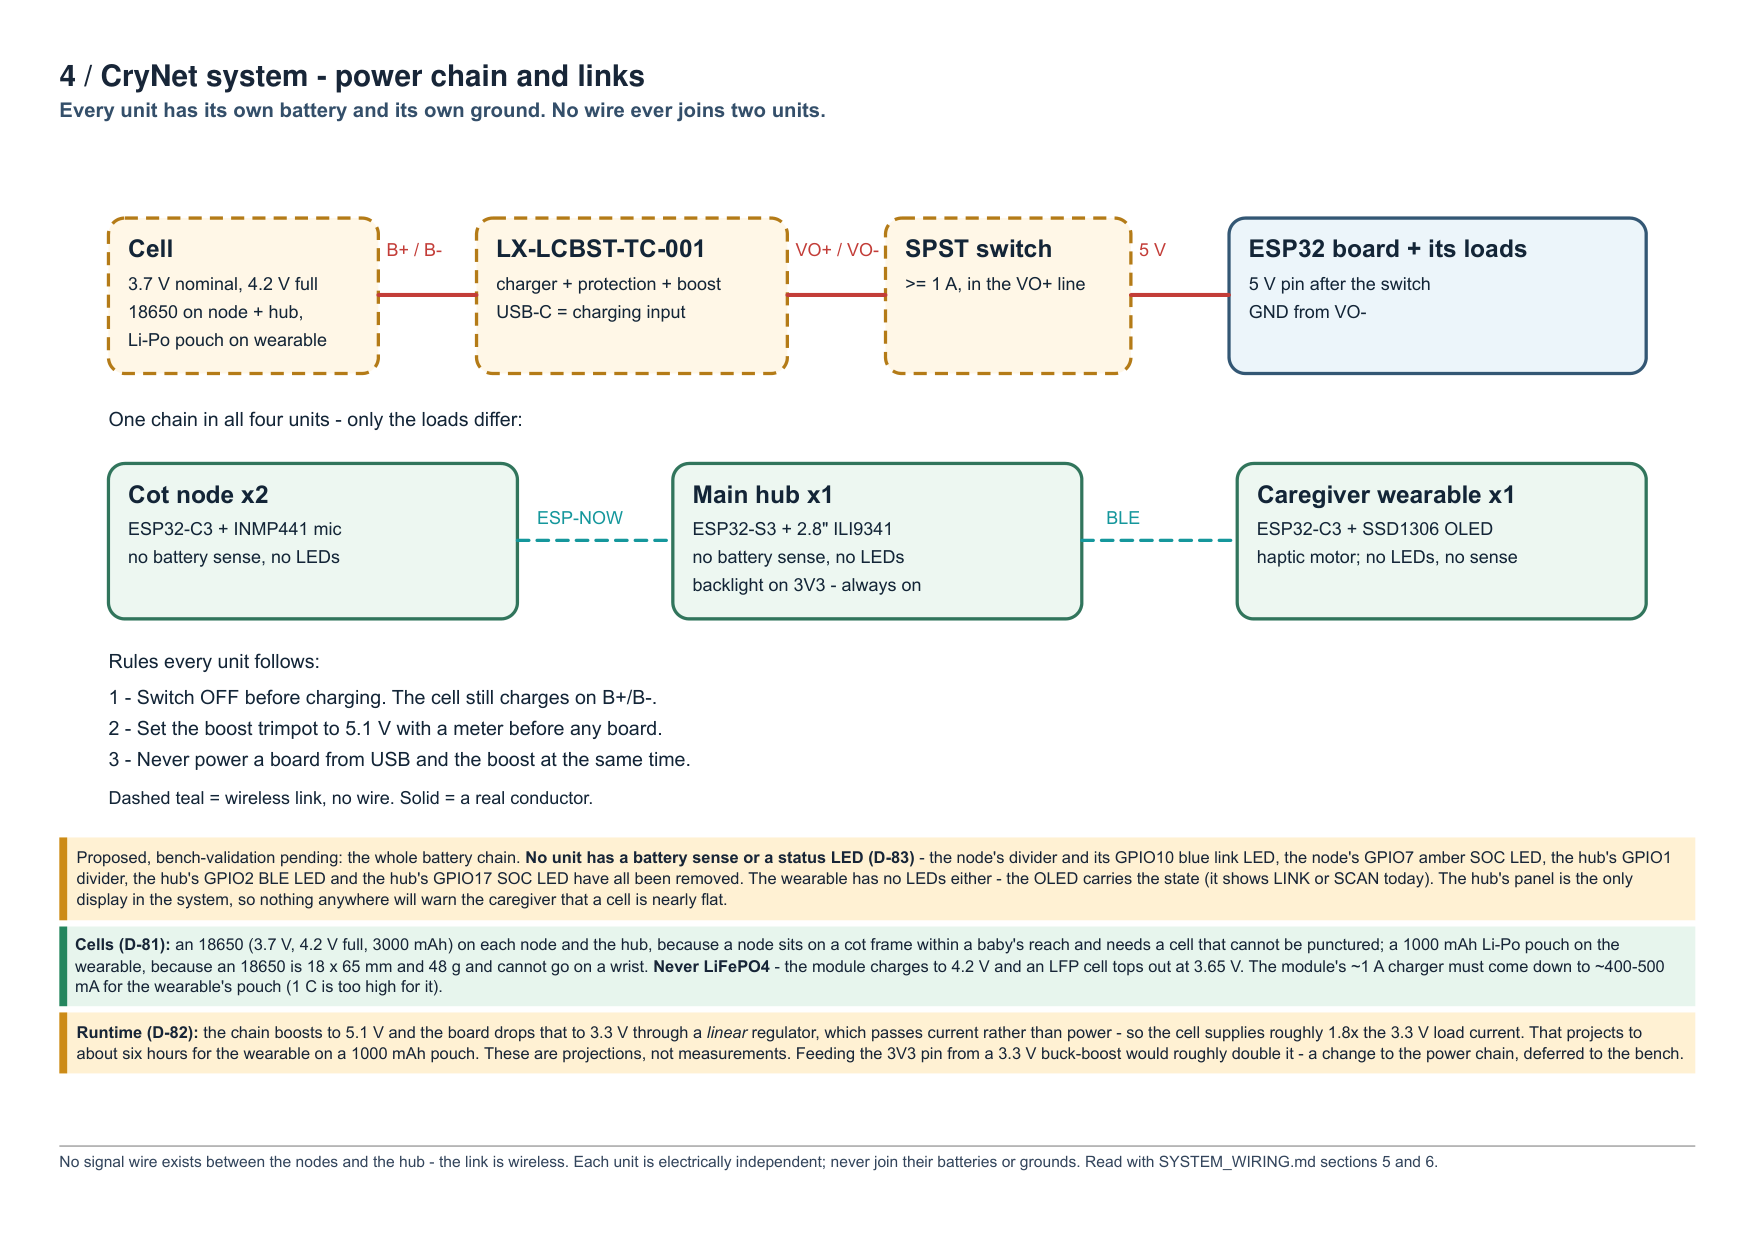 4 / CryNet system - power chain and links
Every unit has its own battery and its own ground. No wire ever joins two units.
Cell
3.7 V nominal, 4.2 V full
18650 on node + hub,
Li-Po pouch on wearable
B+ / B-
LX-LCBST-TC-001
charger + protection + boost
USB-C = charging input
VO+ / VO-
SPST switch
>= 1 A, in the VO+ line
5 V
ESP32 board + its loads
5 V pin after the switch
GND from VO-
One chain in all four units - only the loads differ:
Cot node x2
ESP32-C3 + INMP441 mic
no battery sense, no LEDs
ESP-NOW
Main hub x1
ESP32-S3 + 2.8" ILI9341
no battery sense, no LEDs
backlight on 3V3 - always on
BLE
Caregiver wearable x1
ESP32-C3 + SSD1306 OLED
haptic motor; no LEDs, no sense
Rules every unit follows:
1 - Switch OFF before charging. The cell still charges on B+/B-.
2 - Set the boost trimpot to 5.1 V with a meter before any board.
3 - Never power a board from USB and the boost at the same time.
Dashed teal = wireless link, no wire. Solid = a real conductor.
Proposed, bench-validation pending: the whole battery chain. No unit has a battery sense or a status LED (D-83) - the node's divider and its GPIO10 blue link LED, the node's GPIO7 amber SOC LED, the hub's GPIO1
divider, the hub's GPIO2 BLE LED and the hub's GPIO17 SOC LED have all been removed. The wearable has no LEDs either - the OLED carries the state (it shows LINK or SCAN today). The hub's panel is the only
display in the system, so nothing anywhere will warn the caregiver that a cell is nearly flat.
Cells (D-81): an 18650 (3.7 V, 4.2 V full, 3000 mAh) on each node and the hub, because a node sits on a cot frame within a baby's reach and needs a cell that cannot be punctured; a 1000 mAh Li-Po pouch on the
wearable, because an 18650 is 18 x 65 mm and 48 g and cannot go on a wrist. Never LiFePO4 - the module charges to 4.2 V and an LFP cell tops out at 3.65 V. The module's ~1 A charger must come down to ~400-500
mA for the wearable's pouch (1 C is too high for it).
Runtime (D-82): the chain boosts to 5.1 V and the board drops that to 3.3 V through a linear regulator, which passes current rather than power - so the cell supplies roughly 1.8x the 3.3 V load current. That projects to
about six hours for the wearable on a 1000 mAh pouch. These are projections, not measurements. Feeding the 3V3 pin from a 3.3 V buck-boost would roughly double it - a change to the power chain, deferred to the bench.
No signal wire exists between the nodes and the hub - the link is wireless. Each unit is electrically independent; never join their batteries or grounds. Read with SYSTEM_WIRING.md sections 5 and 6.